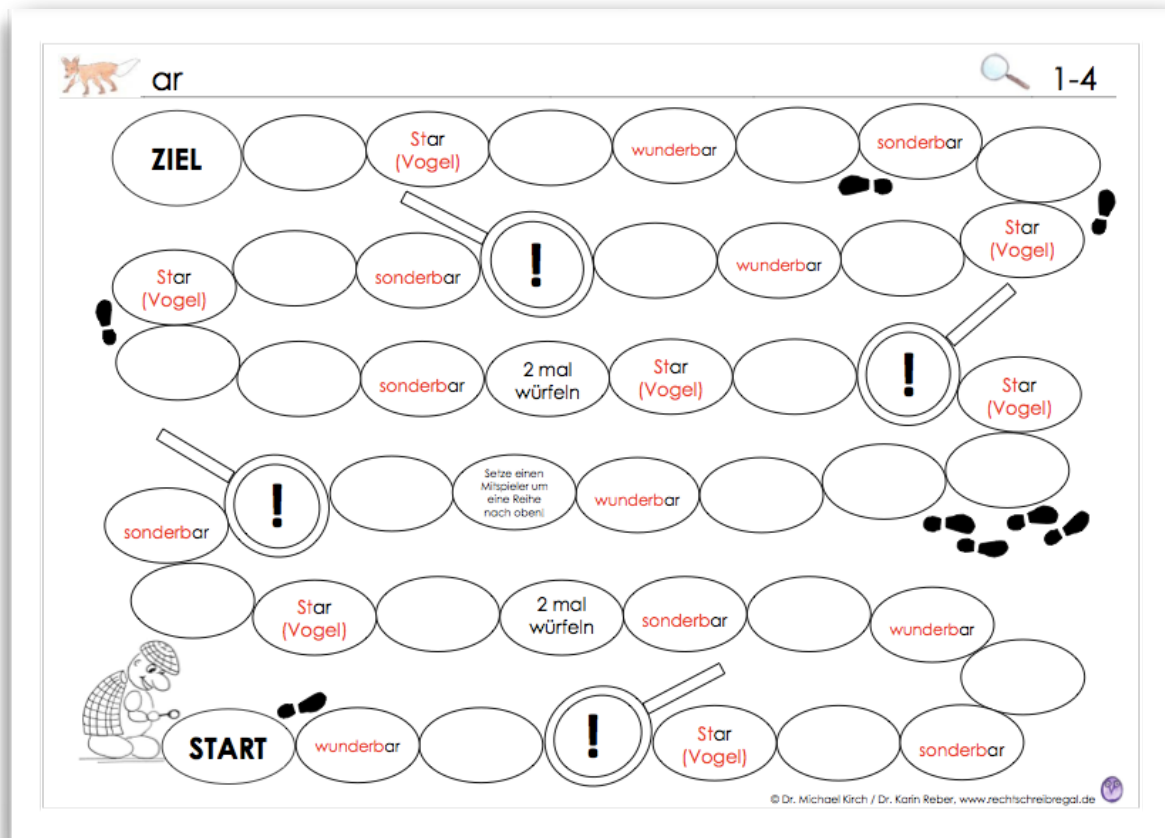 ar
1-4
ZIEL
Star
(Vogel)
wunderbar
sonderbar
Star
(Vogel)
sonderbar
!
wunderbar
Star
(Vogel)
sonderbar
2 mal
würfeln
Star
(Vogel)
!
Star
(Vogel)
sonderbar
!
Setze einen
Mitspieler um
eine Reihe
nach oben!
wunderbar
Star
(Vogel)
2 mal
würfeln
sonderbar
wunderbar
START
wunderbar
!
Star
(Vogel)
sonderbar
© Dr. Michael Kirch / Dr. Karin Reber, www.rechtschreibregal.de